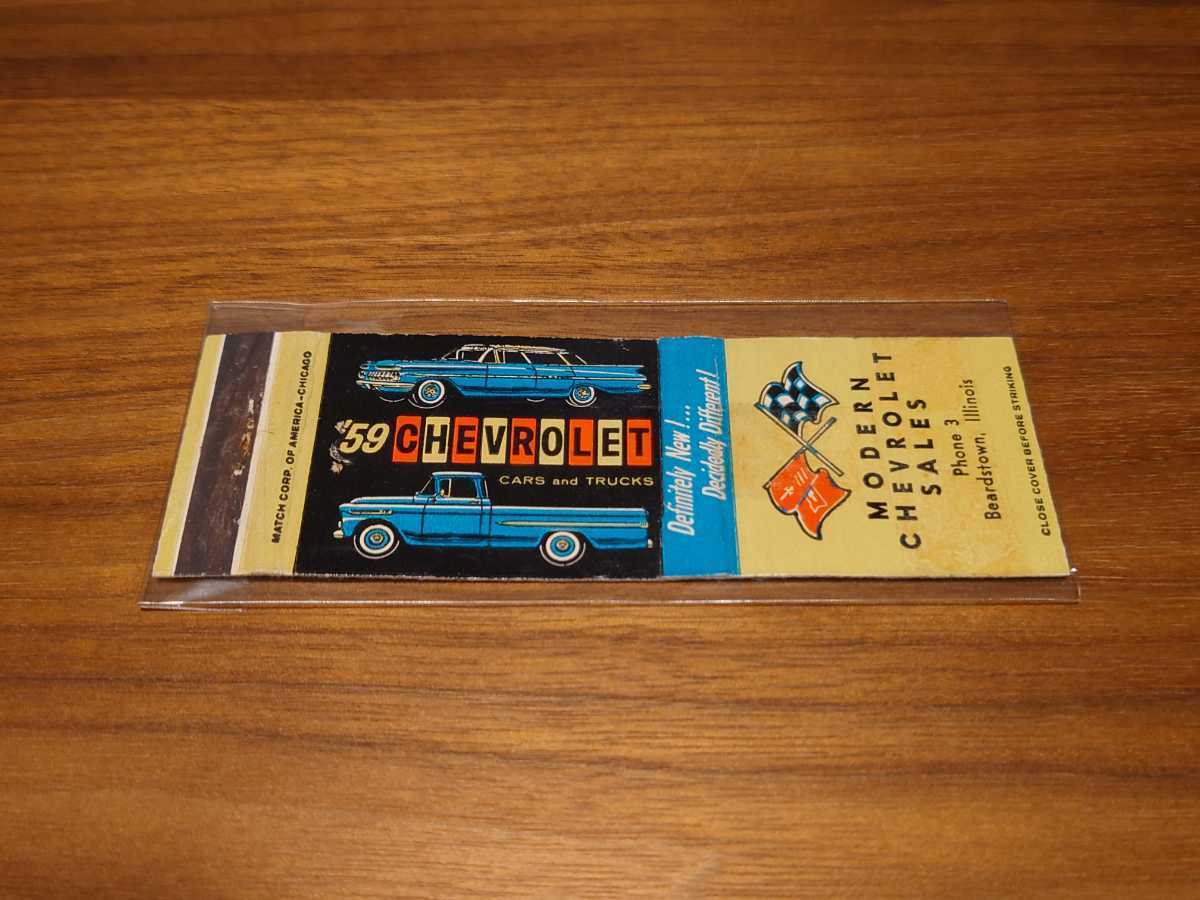 MATCH CORP. OF AMERICA-CHICAGO
'59 CHEVROLET
CARS and TRUCKS
Definitely New!...
Decidedly Different!
MODERN
CHEVROLET
SALES
Phone 3
Beardstown, Illinois
CLOSE COVER BEFORE STRIKING